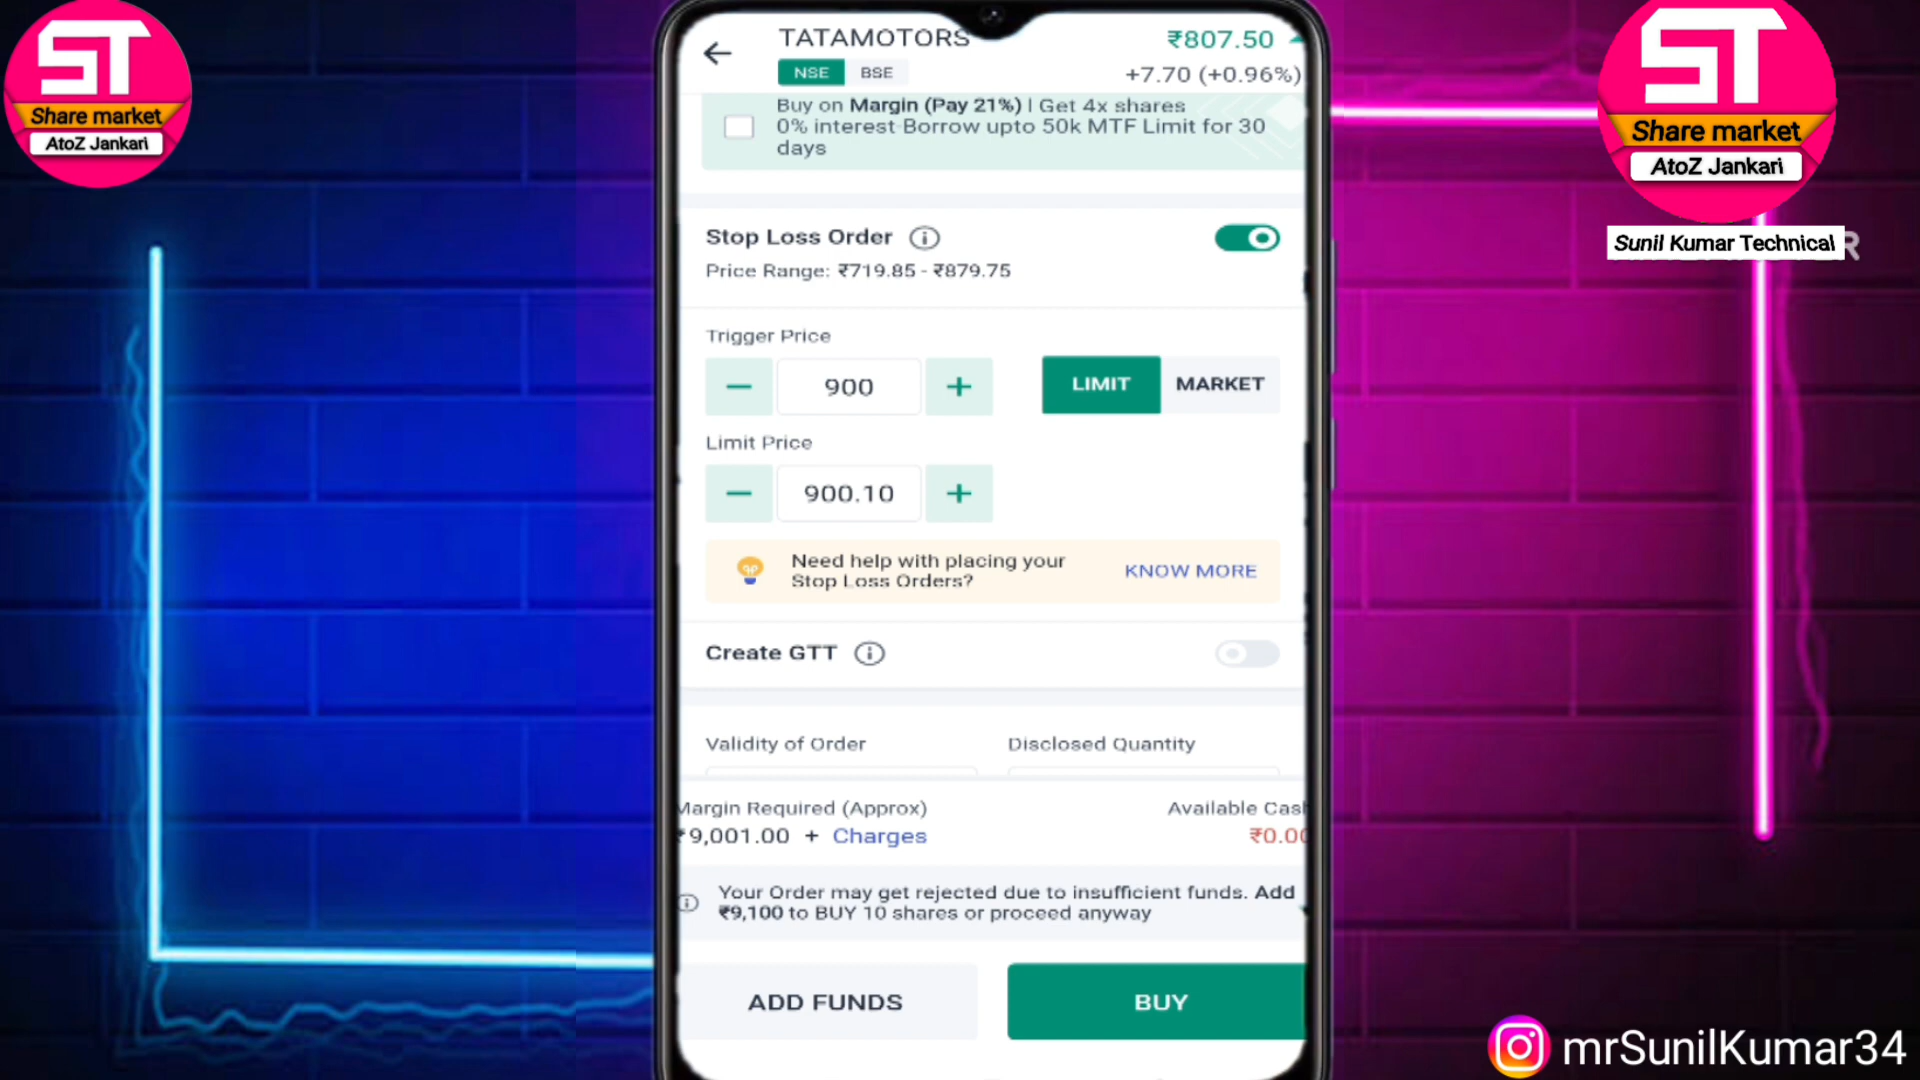 ST
Share market
AtoZ Jankari
TATAMOTORS
NSE BSE
₹807.50
+7.70 (+0.96%)
Buy on Margin (Pay 21%) | Get 4x shares
0% interest Borrow upto 50k MTF Limit for 30
days
Stop Loss Order
Price Range: ₹719.85 - ₹879.75
Trigger Price
900
LIMIT MARKET
Limit Price
900.10
Need help with placing your
Stop Loss Orders?
KNOW MORE
Create GTT
Validity of Order Disclosed Quantity
Margin Required (Approx) Available Cash
₹9,001.00 + Charges ₹0.00
Your Order may get rejected due to insufficient funds. Add
₹9,100 to BUY 10 shares or proceed anyway
ADD FUNDS BUY
ST
Share market
AtoZ Jankari
Sunil Kumar Technical
R
mrSunilKumar34